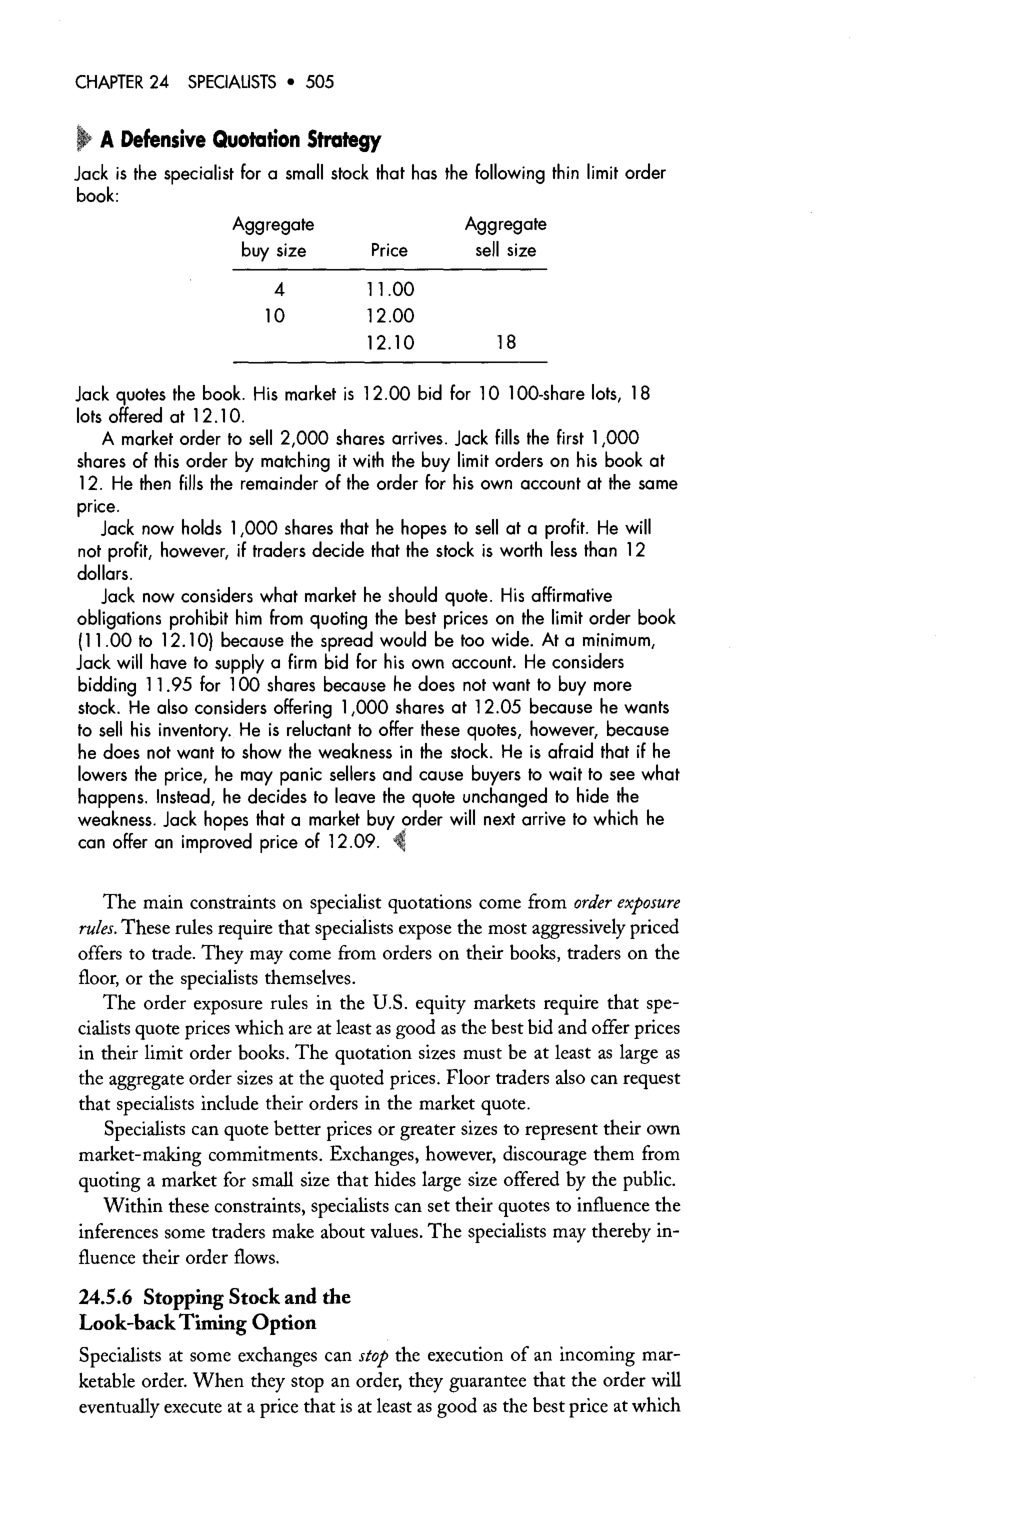 CHAPTER 24 SPECIALISTS • 505
A Defensive Quotation Strategy
Jack is the specialist for a small stock that has the following thin limit order
book:
Aggregate Aggregate
buy size Price sell size
4 11.00
10 12.00
12.10 18
Jack quotes the book. His market is 12.00 bid for 10 100-share lots, 18
lots offered at 12.10.
A market order to sell 2,000 shares arrives. Jack fills the first 1,000
shares of this order by matching it with the buy limit orders on his book at
12. He then fills the remainder of the order for his own account at the same
price.
Jack now holds 1,000 shares that he hopes to sell at a profit. He will
not profit, however, if traders decide that the stock is worth less than 12
dollars.
Jack now considers what market he should quote. His affirmative
obligations prohibit him from quoting the best prices on the limit order book
(11.00 to 12.10) because the spread would be too wide. At a minimum,
Jack will have to supply a firm bid for his own account. He considers
bidding 11.95 for 100 shares because he does not want to buy more
stock. He also considers offering 1,000 shares at 12.05 because he wants
to sell his inventory. He is reluctant to offer these quotes, however, because
he does not want to show the weakness in the stock. He is afraid that if he
lowers the price, he may panic sellers and cause buyers to wait to see what
happens. Instead, he decides to leave the quote unchanged to hide the
weakness. Jack hopes that a market buy order will next arrive to which he
can offer an improved price of 12.09.
The main constraints on specialist quotations come from order exposure
rules. These rules require that specialists expose the most aggressively priced
offers to trade. They may come from orders on their books, traders on the
floor, or the specialists themselves.
The order exposure rules in the U.S. equity markets require that spe-
cialists quote prices which are at least as good as the best bid and offer prices
in their limit order books. The quotation sizes must be at least as large as
the aggregate order sizes at the quoted prices. Floor traders also can request
that specialists include their orders in the market quote.
Specialists can quote better prices or greater sizes to represent their own
market-making commitments. Exchanges, however, discourage them from
quoting a market for small size that hides large size offered by the public.
Within these constraints, specialists can set their quotes to influence the
inferences some traders make about values. The specialists may thereby in-
fluence their order flows.
24.5.6 Stopping Stock and the
Look-back Timing Option
Specialists at some exchanges can stop the execution of an incoming mar-
ketable order. When they stop an order, they guarantee that the order will
eventually execute at a price that is at least as good as the best price at which